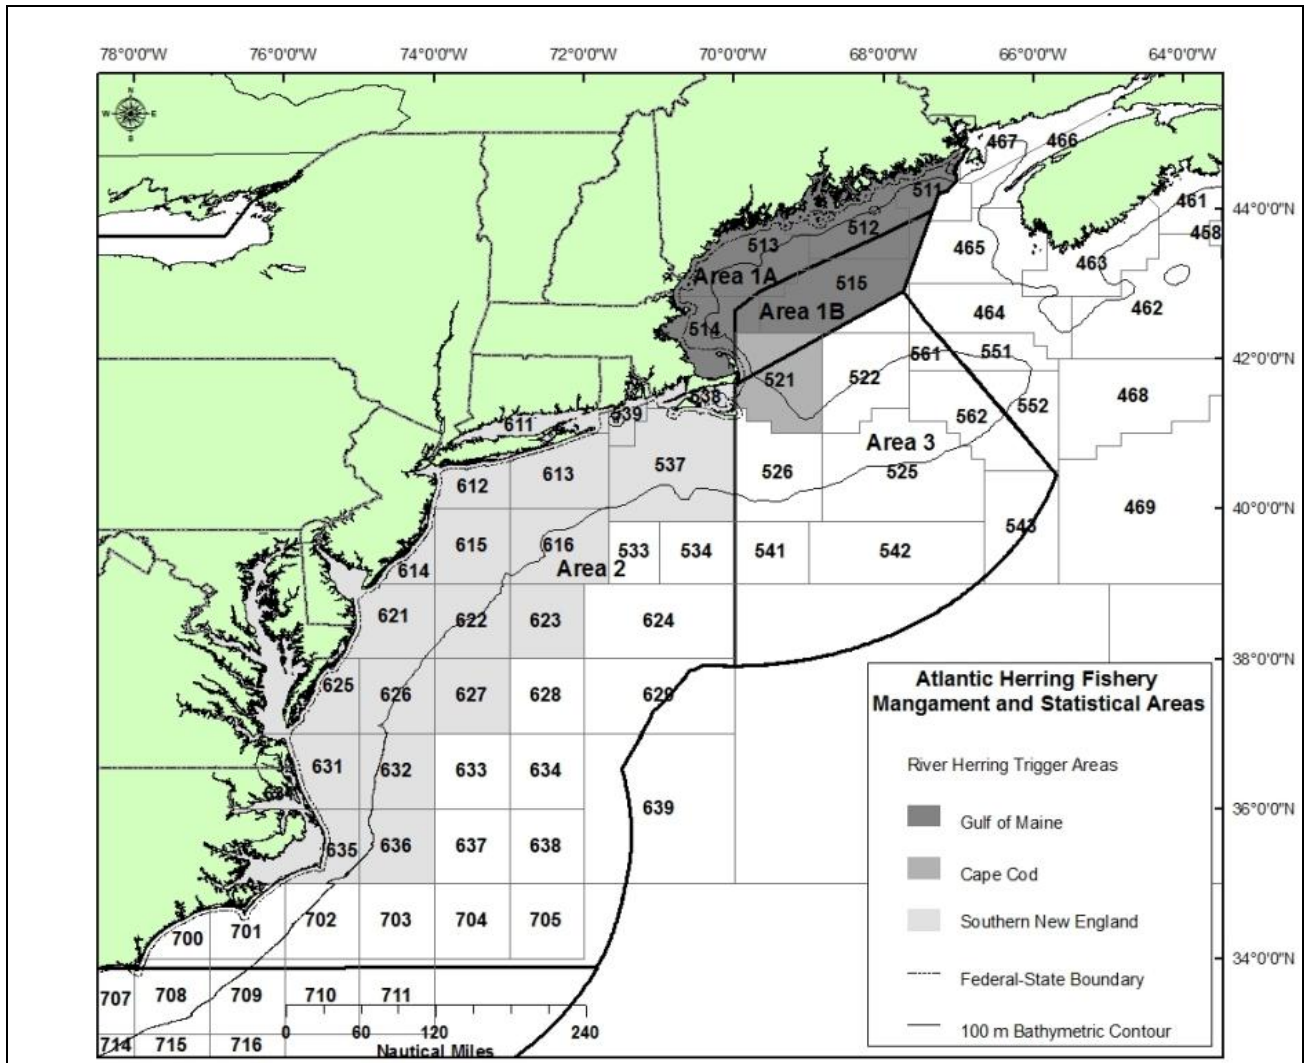 78°0'0"W 76°0'0"W 74°0'0"W 72°0'0"W 70°0'0"W 68°0'0"W 66°0'0"W 64°0'0"W
N
W E
S
467 466
511 461
44°0'0"N
512 458
513 465
463
Area 1A 515
462
Area 1B 464
514
42°0'0"N
561 551
521 522
538 552 468
539 562
611 Area 3
537
613 526 525
612
469
40°0'0"N
543
615 616 533 534 541 542
614 Area 2
621 622 623 624
38°0'0"N
625 626 627 628 629
631 632 633 634
639
36°0'0"N
635 636 637 638
700 701 702 703 704 705
34°0'0"N
707 708 709 710 711
714 715 716
0 60 120 240
Nautical Miles
Atlantic Herring Fishery
Mangament and Statistical Areas
River Herring Trigger Areas
Gulf of Maine
Cape Cod
Southern New England
Federal-State Boundary
100 m Bathymetric Contour